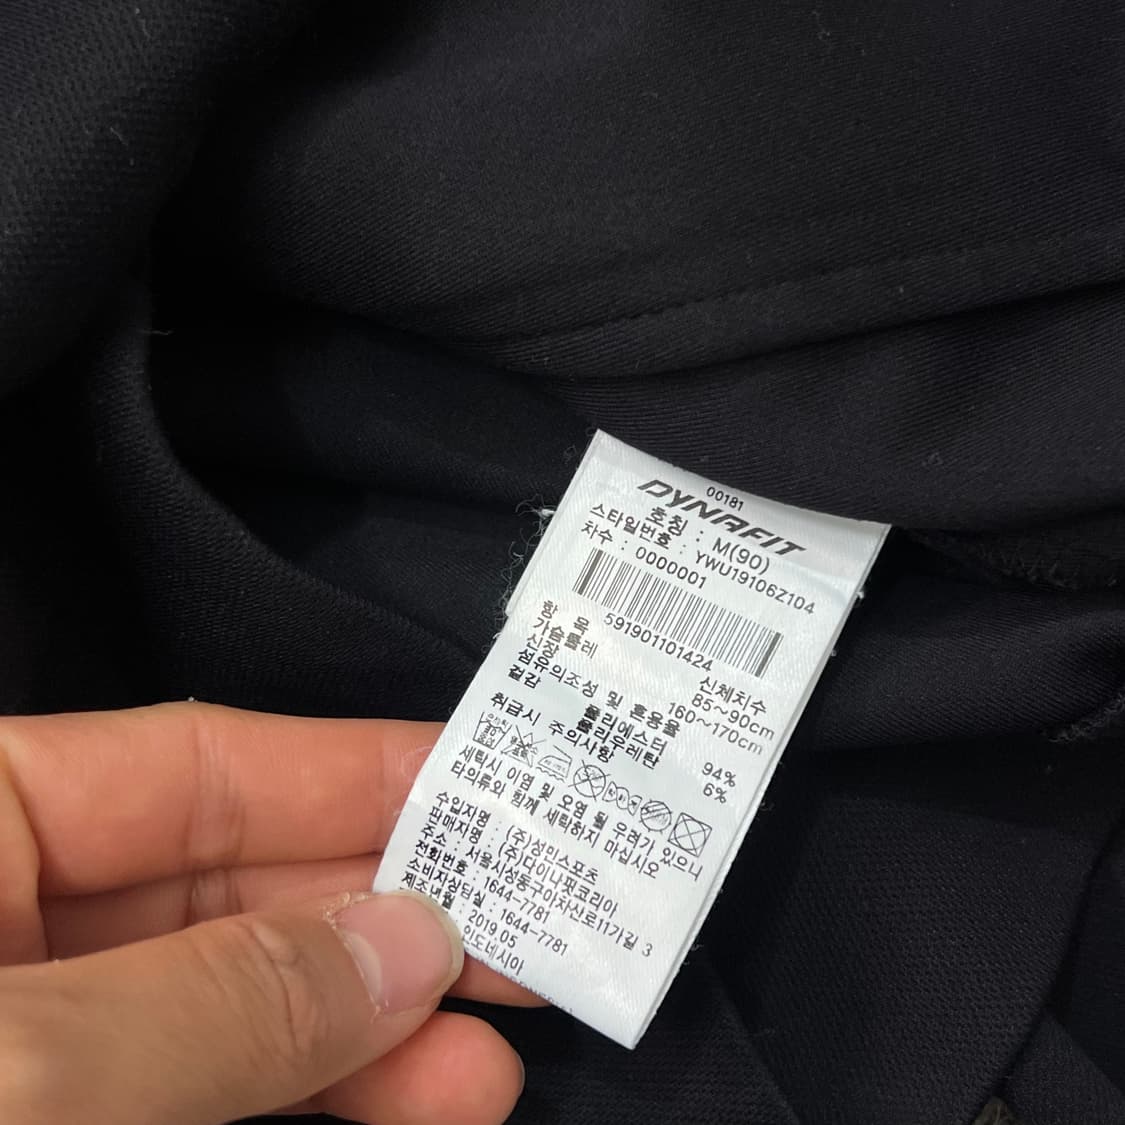 00181
DYNAFIT
호칭 : M(90)
스타일번호 : YWU19106Z104
차수 : 0000001
591901101424
항 목 신체치수
가슴둘레 85~90cm
신장 160~170cm
섬유의조성 및 혼용율
겉감 폴리에스터 94%
폴리우레탄 6%
취급시 주의사항
세탁시 이염 및 오염 될 우려가 있으니
타의류와 함께 세탁하지 마십시오
수입자명 : (주)성민스포츠
판매자명 : (주)다이나핏코리아
주소 : 서울시성동구아차산로11가길 3
전화번호 : 1644-7781
소비자상담실 : 1644-7781
제조년월 : 2019.05
인도네시아